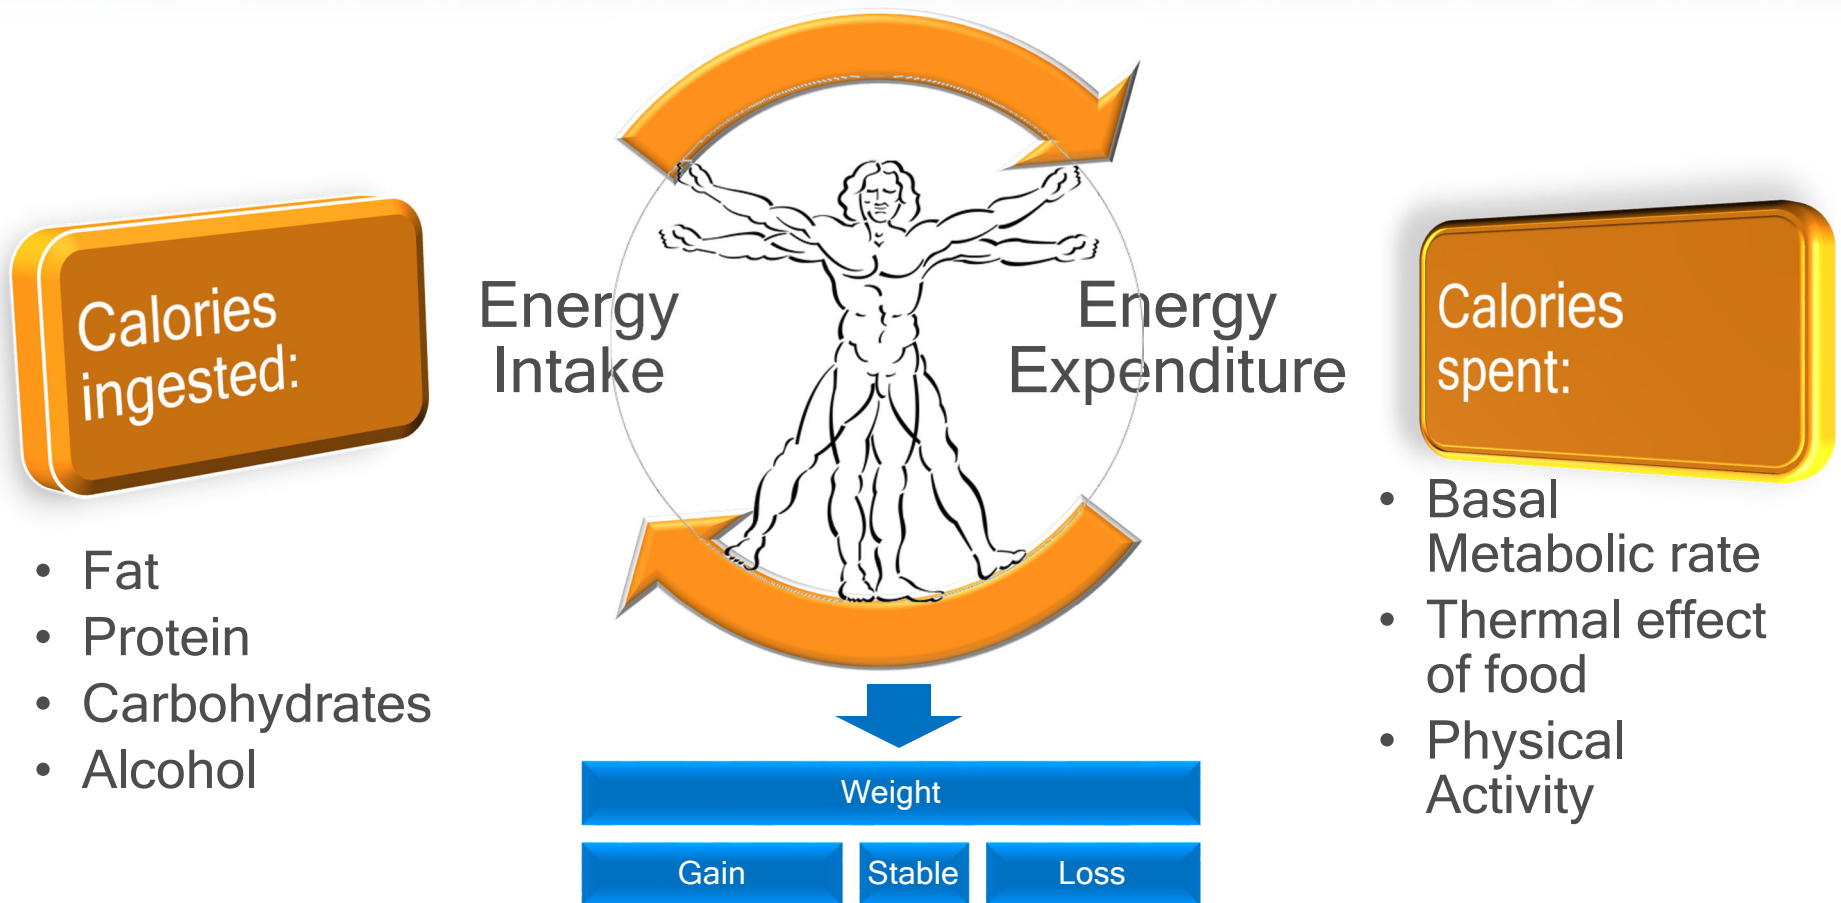 Calories
ingested:
• Fat
• Protein
• Carbohydrates
• Alcohol
Energy
Intake
Energy
Expenditure
Calories
spent:
• Basal
Metabolic rate
• Thermal effect
of food
• Physical
Activity
Weight
Gain
Stable
Loss